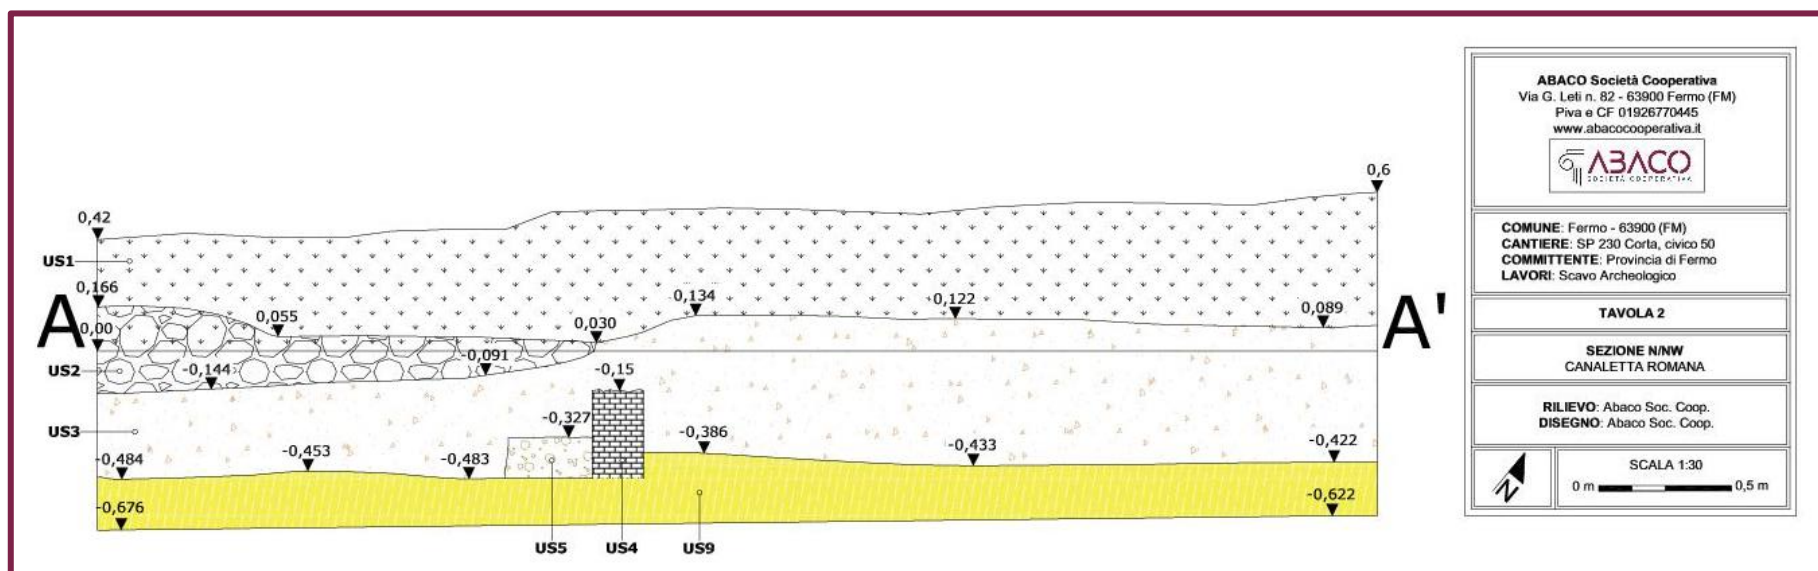 0,6
0,42
US1
0,166
0,134
0,122
0,089
0,055
0,030
A
A'
0,00
-0,091
US2
-0,144
-0,15
-0,327
US3
-0,386
-0,433
-0,422
-0,453
-0,484
-0,483
-0,676
-0,622
US5
US4
US9
ABACO Società Cooperativa
Via G. Leti n. 82 - 63900 Fermo (FM)
Piva e CF 01926770445
www.abacocooperativa.it
ABACO
SOCIETÀ COOPERATIVA
COMUNE: Fermo - 63900 (FM)
CANTIERE: SP 230 Corta, civico 50
COMMITTENTE: Provincia di Fermo
LAVORI: Scavo Archeologico
TAVOLA 2
SEZIONE N/NW
CANALETTA ROMANA
RILIEVO: Abaco Soc. Coop.
DISEGNO: Abaco Soc. Coop.
N
SCALA 1:30
0 m 0,5 m